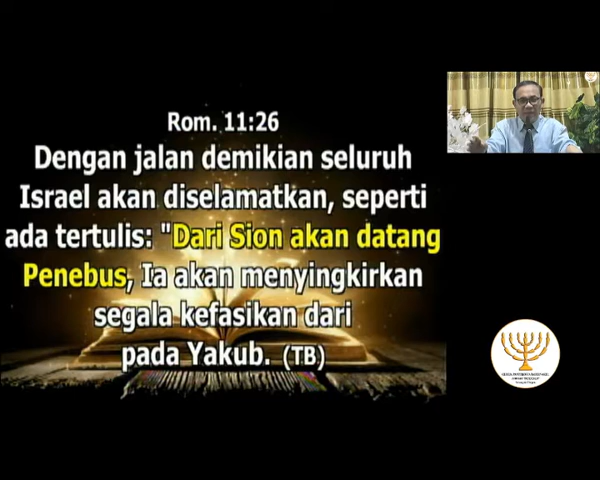 Rom. 11:26
Dengan jalan demikian seluruh
Israel akan diselamatkan, seperti
ada tertulis: "Dari Sion akan datang
Penebus, Ia akan menyingkirkan
segala kefasikan dari
pada Yakub. (TB)